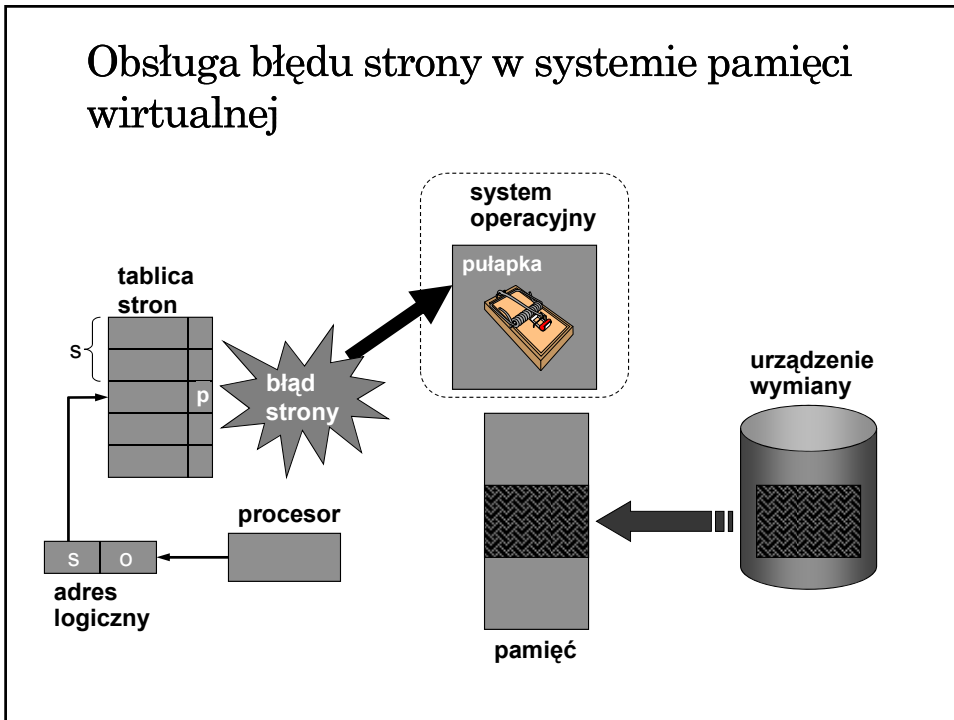 Obsługa błędu strony w systemie pamięci
wirtualnej
system
operacyjny
pułapka
tablica
stron
s
p
błąd
strony
urządzenie
wymiany
procesor
s o
adres
logiczny
pamięć